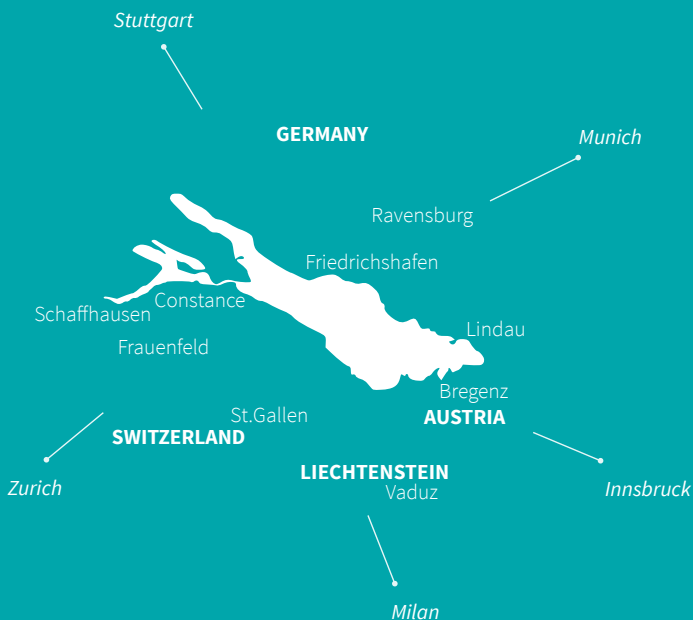 Stuttgart
GERMANY
Munich
Ravensburg
Friedrichshafen
Constance
Schaffhausen
Lindau
Frauenfeld
Bregenz
St.Gallen
AUSTRIA
SWITZERLAND
LIECHTENSTEIN
Vaduz
Zurich
Innsbruck
Milan